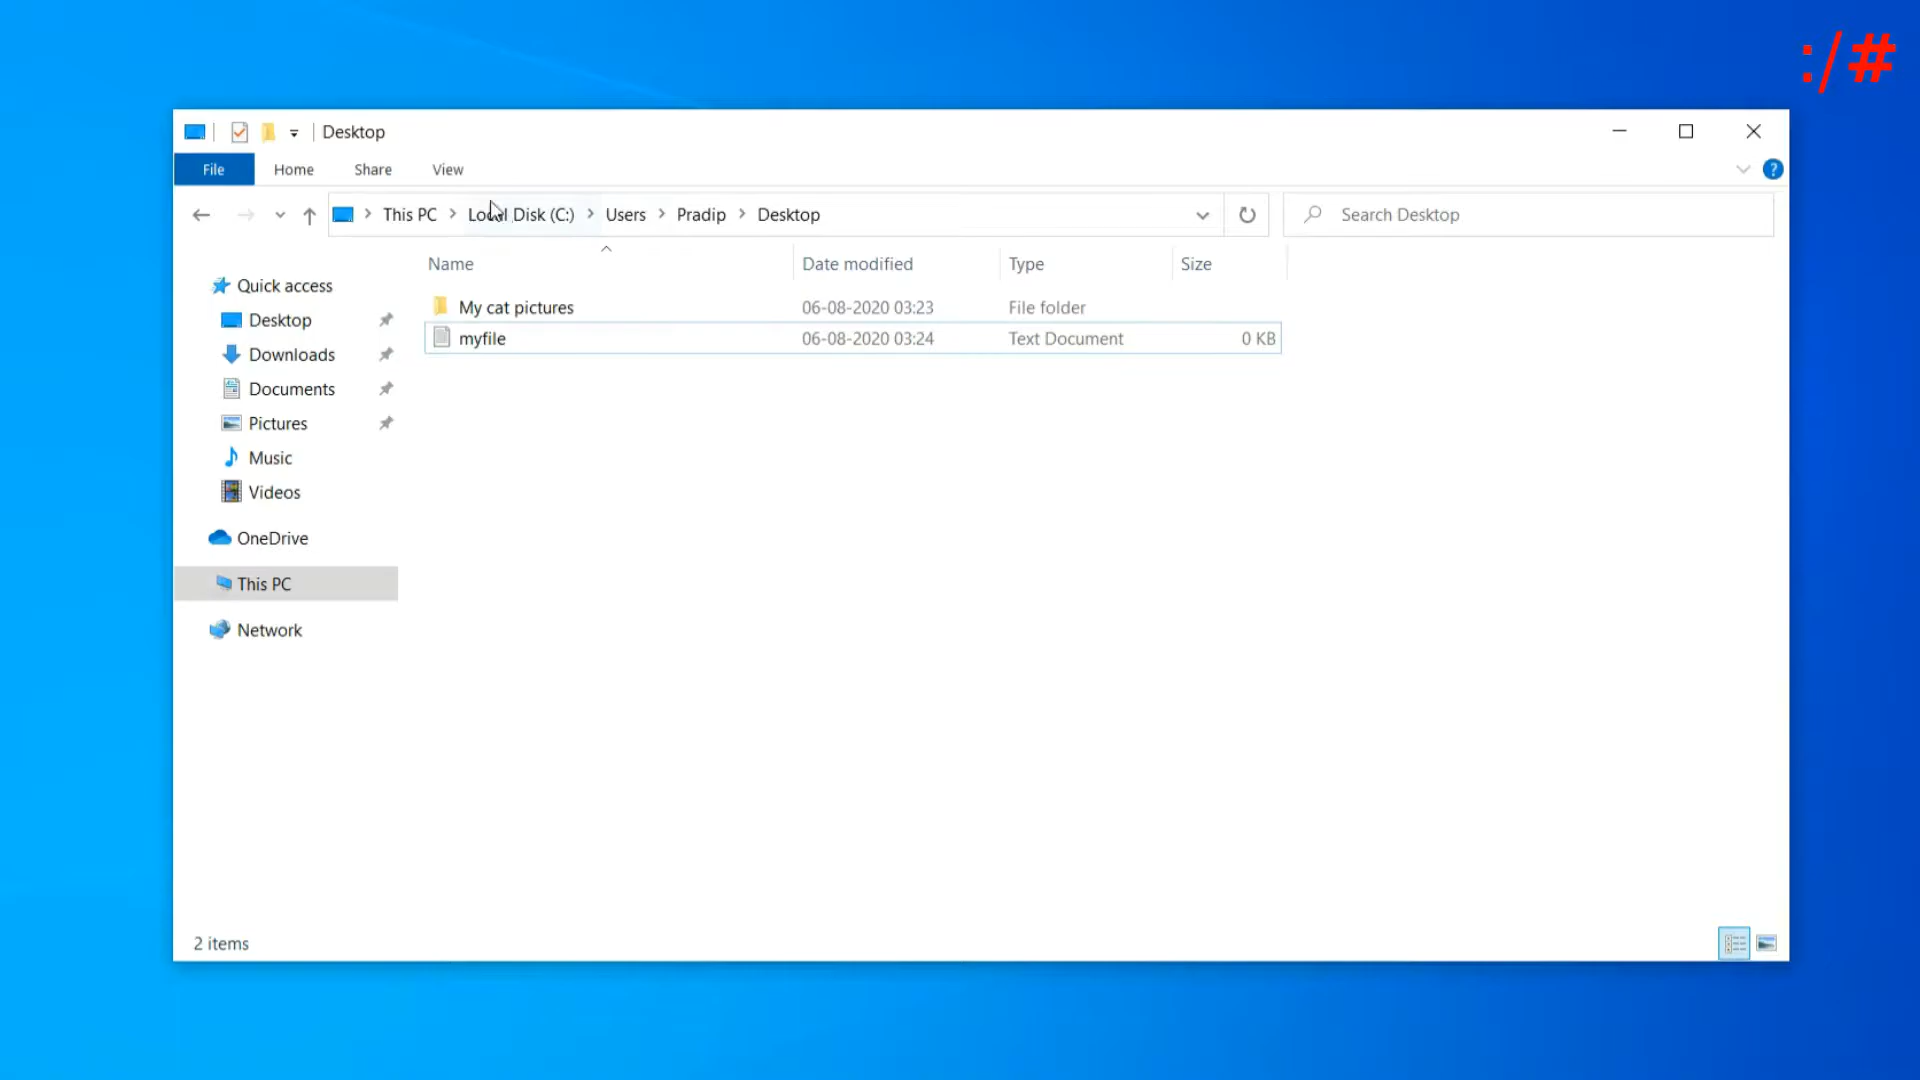 :/#
Desktop
File Home Share View
This PC Local Disk (C:) Users Pradip Desktop
Search Desktop
Name Date modified Type Size
Quick access
Desktop
Downloads
Documents
Pictures
Music
Videos
OneDrive
This PC
Network
My cat pictures 06-08-2020 03:23 File folder
myfile 06-08-2020 03:24 Text Document 0 KB
2 items